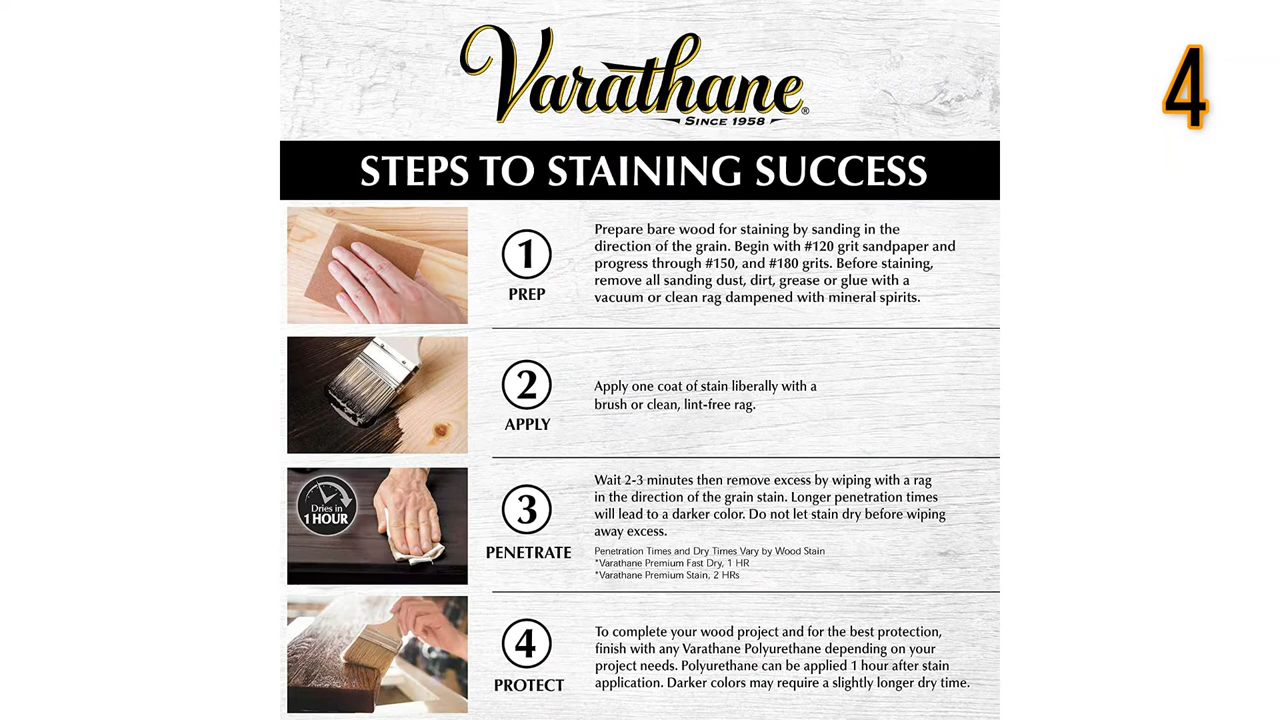 Varathane®
SINCE 1958
4
STEPS TO STAINING SUCCESS
1
PREP
Prepare bare wood for staining by sanding in the
direction of the grain. Begin with #120 grit sandpaper and
progress through #150, and #180 grits. Before staining,
remove all sanding dust, dirt, grease or glue with a
vacuum or clean rag dampened with mineral spirits.
2
APPLY
Apply one coat of stain liberally with a
brush or clean, lint-free rag.
Dries in
1 HOUR
3
PENETRATE
Wait 2-3 minutes then remove excess by wiping with a rag
in the direction of the grain stain. Longer penetration times
will lead to a darker color. Do not let stain dry before wiping
away excess.
Penetration Times and Dry Times Vary by Wood Stain
*Varathane Premium Fast Dry, 1 HR
*Varathane Premium Stain, 2 HRs
4
PROTECT
To complete your wood project and for the best protection,
finish with any Varathane Polyurethane depending on your
project needs. Polyurethane can be applied 1 hour after stain
application. Darker colors may require a slightly longer dry time.